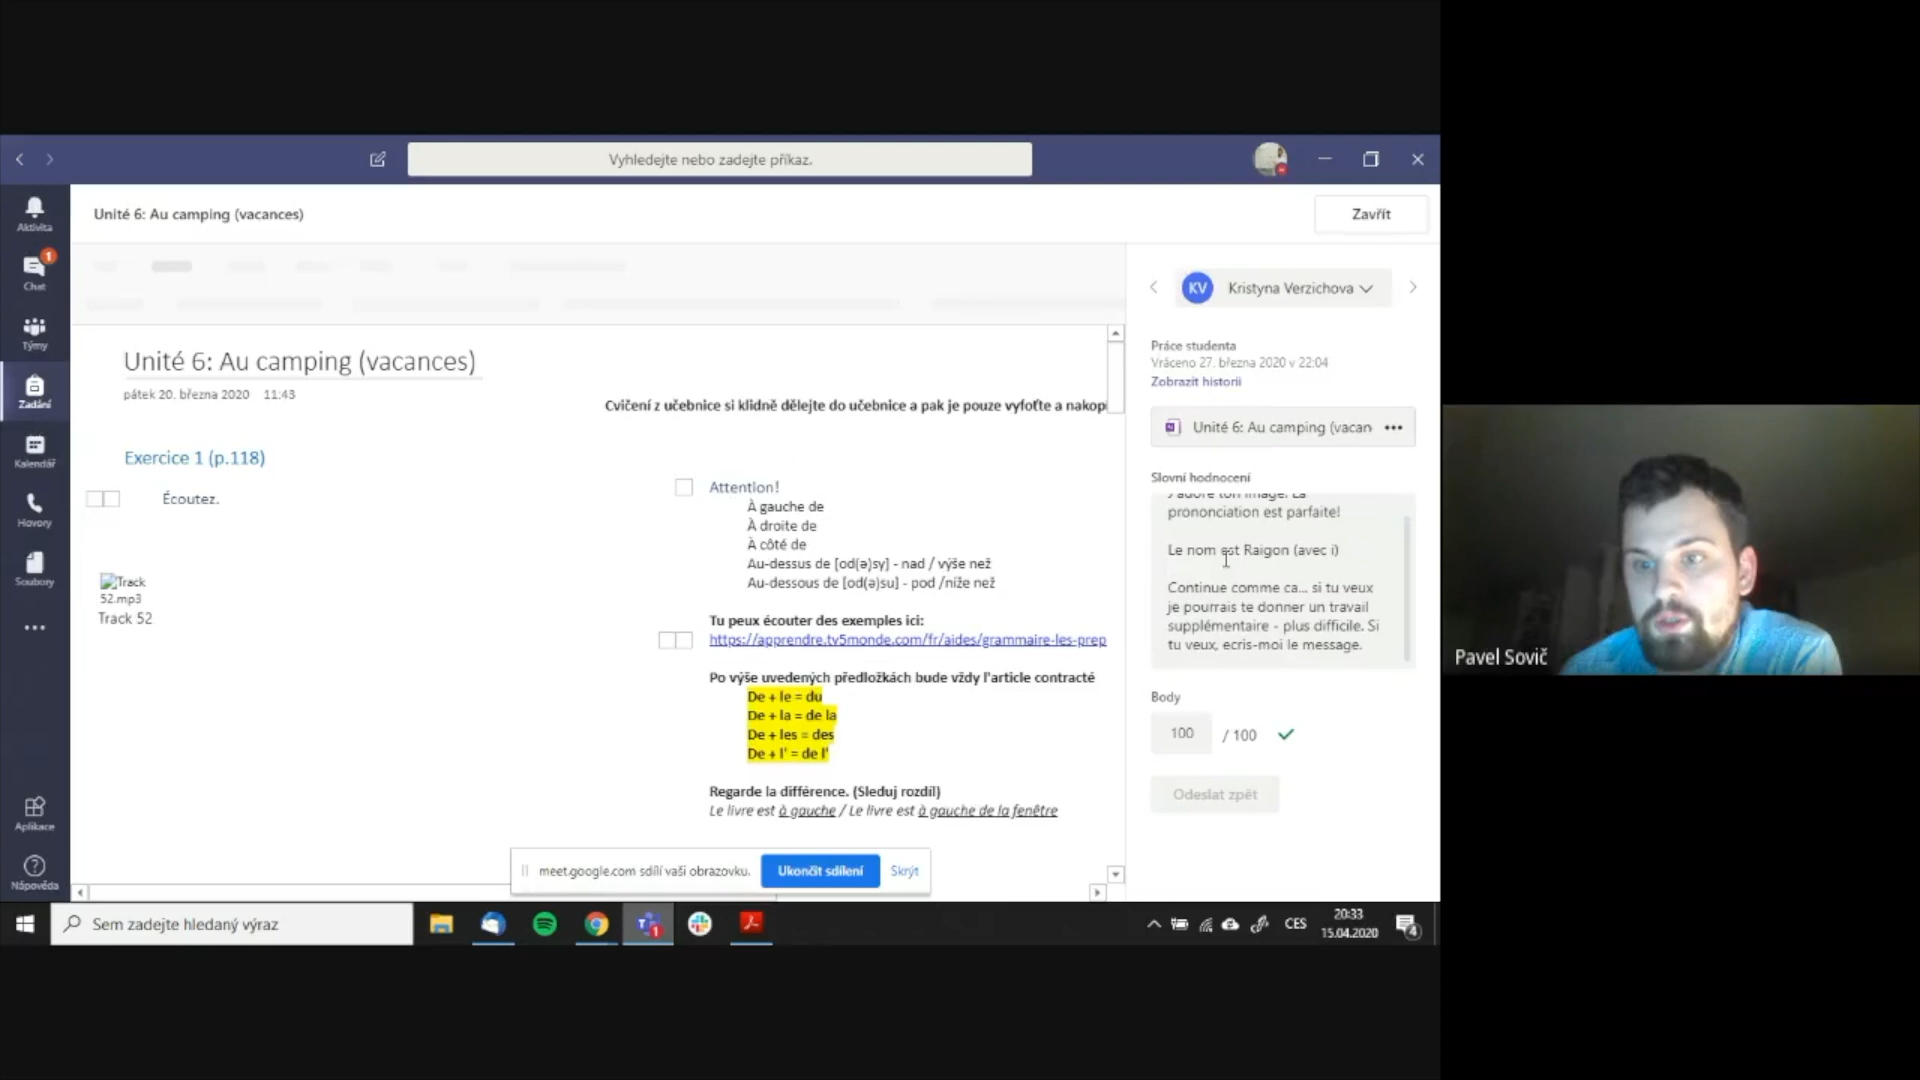 Vyhledejte nebo zadejte příkaz.
Unité 6: Au camping (vacances)
Zavřít
Aktivita
1
Chat
Týmy
Zadání
Kalendář
Hovory
Soubory
Aplikace
Nápověda
Unité 6: Au camping (vacances)
pátek 20. března 2020 11:43
Cvičení z učebnice si klidně dělejte do učebnice a pak je pouze vyfoťte a nakopi
Exercice 1 (p.118)
Écoutez.
Track
52.mp3
Track 52
Attention!
À gauche de
À droite de
À côté de
Au-dessus de [od(ə)sy] - nad / výše než
Au-dessous de [od(ə)su] - pod /níže než
Tu peux écouter des exemples ici:
https://apprendre.tv5monde.com/fr/aides/grammaire-les-prep
Po výše uvedených předložkách bude vždy l'article contracté
De + le = du
De + la = de la
De + les = des
De + l' = de l'
Regarde la différence. (Sleduj rozdíl)
Le livre est à gauche / Le livre est à gauche de la fenêtre
KV Kristyna Verzichova
Práce studenta
Vráceno 27. března 2020 v 22:04
Zobrazit historii
Unité 6: Au camping (vacan
Slovní hodnocení
J'adore ton image. La
prononciation est parfaite!
Le nom est Raigon (avec i)
Continue comme ca... si tu veux
je pourrais te donner un travail
supplémentaire - plus difficile. Si
tu veux, ecris-moi le message.
Body
100 / 100
Odeslat zpět
meet.google.com sdílí vaši obrazovku. Ukončit sdílení Skrýt
Sem zadejte hledaný výraz
1
CES
20:33
15.04.2020
4
Pavel Sovič